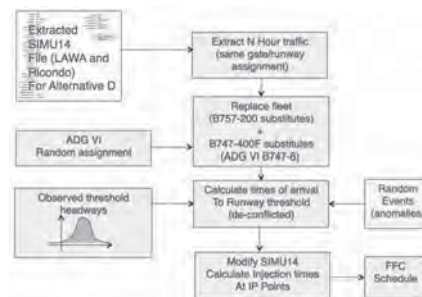 Extracted
SIMU14
File (LAWA and
Ricondo)
For Alternative D
Extract N Hour traffic
(same gate/runway
assignment)
Replace fleet
(B757-200 substitutes)
+
B747-400F substitutes
(ADG VI B747-8)
ADG VI
Random assignment
Observed threshold
headways
Calculate times of arrival
To Runway threshold
(de-conflicted)
Random
Events
(anomalies)
Modify SIMU14
Calculate Injection times
At IP Points
FFC
Schedule